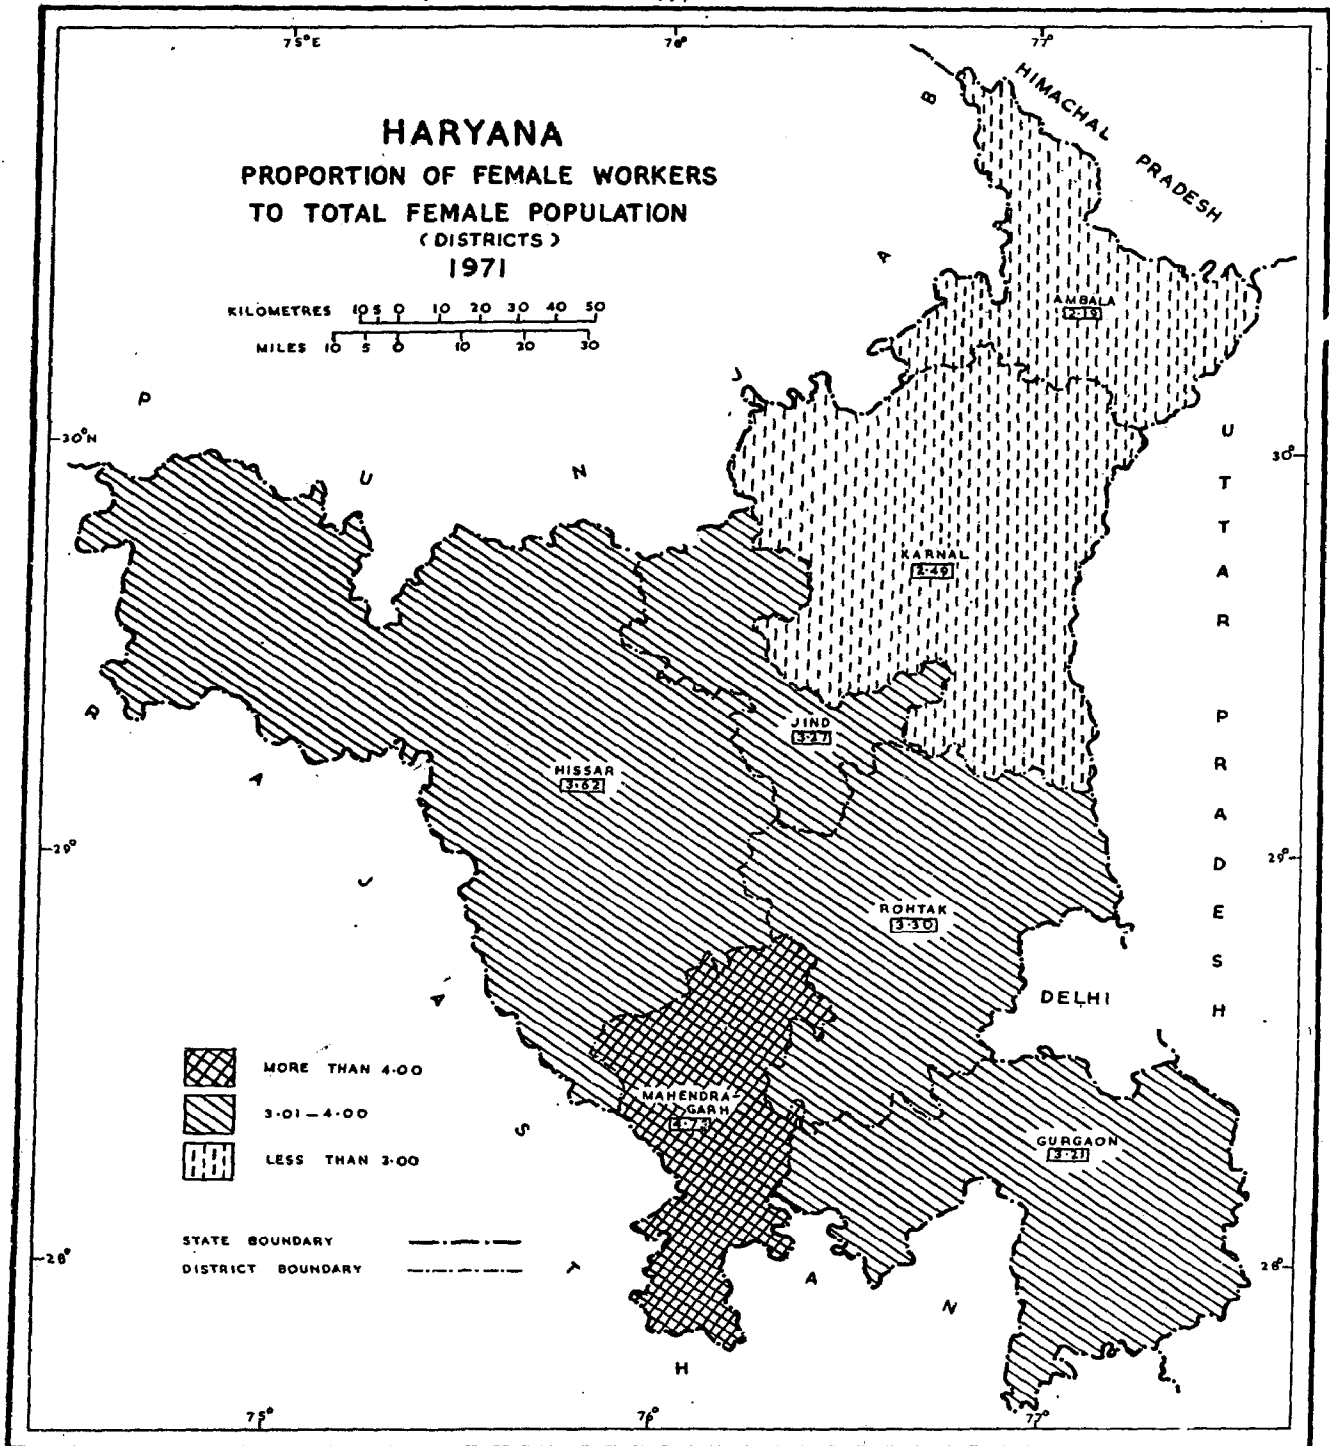 75°E 76° 77°
HARYANA
PROPORTION OF FEMALE WORKERS
TO TOTAL FEMALE POPULATION
(DISTRICTS)
1971
KILOMETRES 10 5 0 10 20 30 40 50
MILES 10 5 0 10 20 30
HIMACHAL PRADESH
PUNJAB
30°N
30°
UTTAR PRADESH
AMBALA
2·19
KARNAL
2·49
JIND
3·27
HISSAR
3·62
29°
29°
ROHTAK
3·30
DELHI
RAJASTHAN
MAHENDRA-
GARH
GURGAON
3·21
MORE THAN 4·00
3·01–4·00
LESS THAN 3·00
STATE BOUNDARY
DISTRICT BOUNDARY
28°
28°
75° 76° 77°